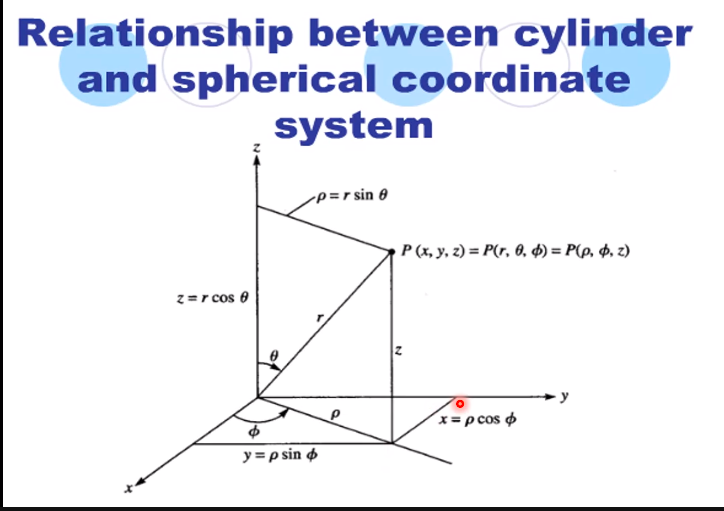 Relationship between cylinder
and spherical coordinate
system
z
ρ = r sin θ
P (x, y, z) = P(r, θ, ϕ) = P(ρ, ϕ, z)
z = r cos θ
r
z
θ
y
ρ
x = ρ cos ϕ
ϕ
y = ρ sin ϕ
x